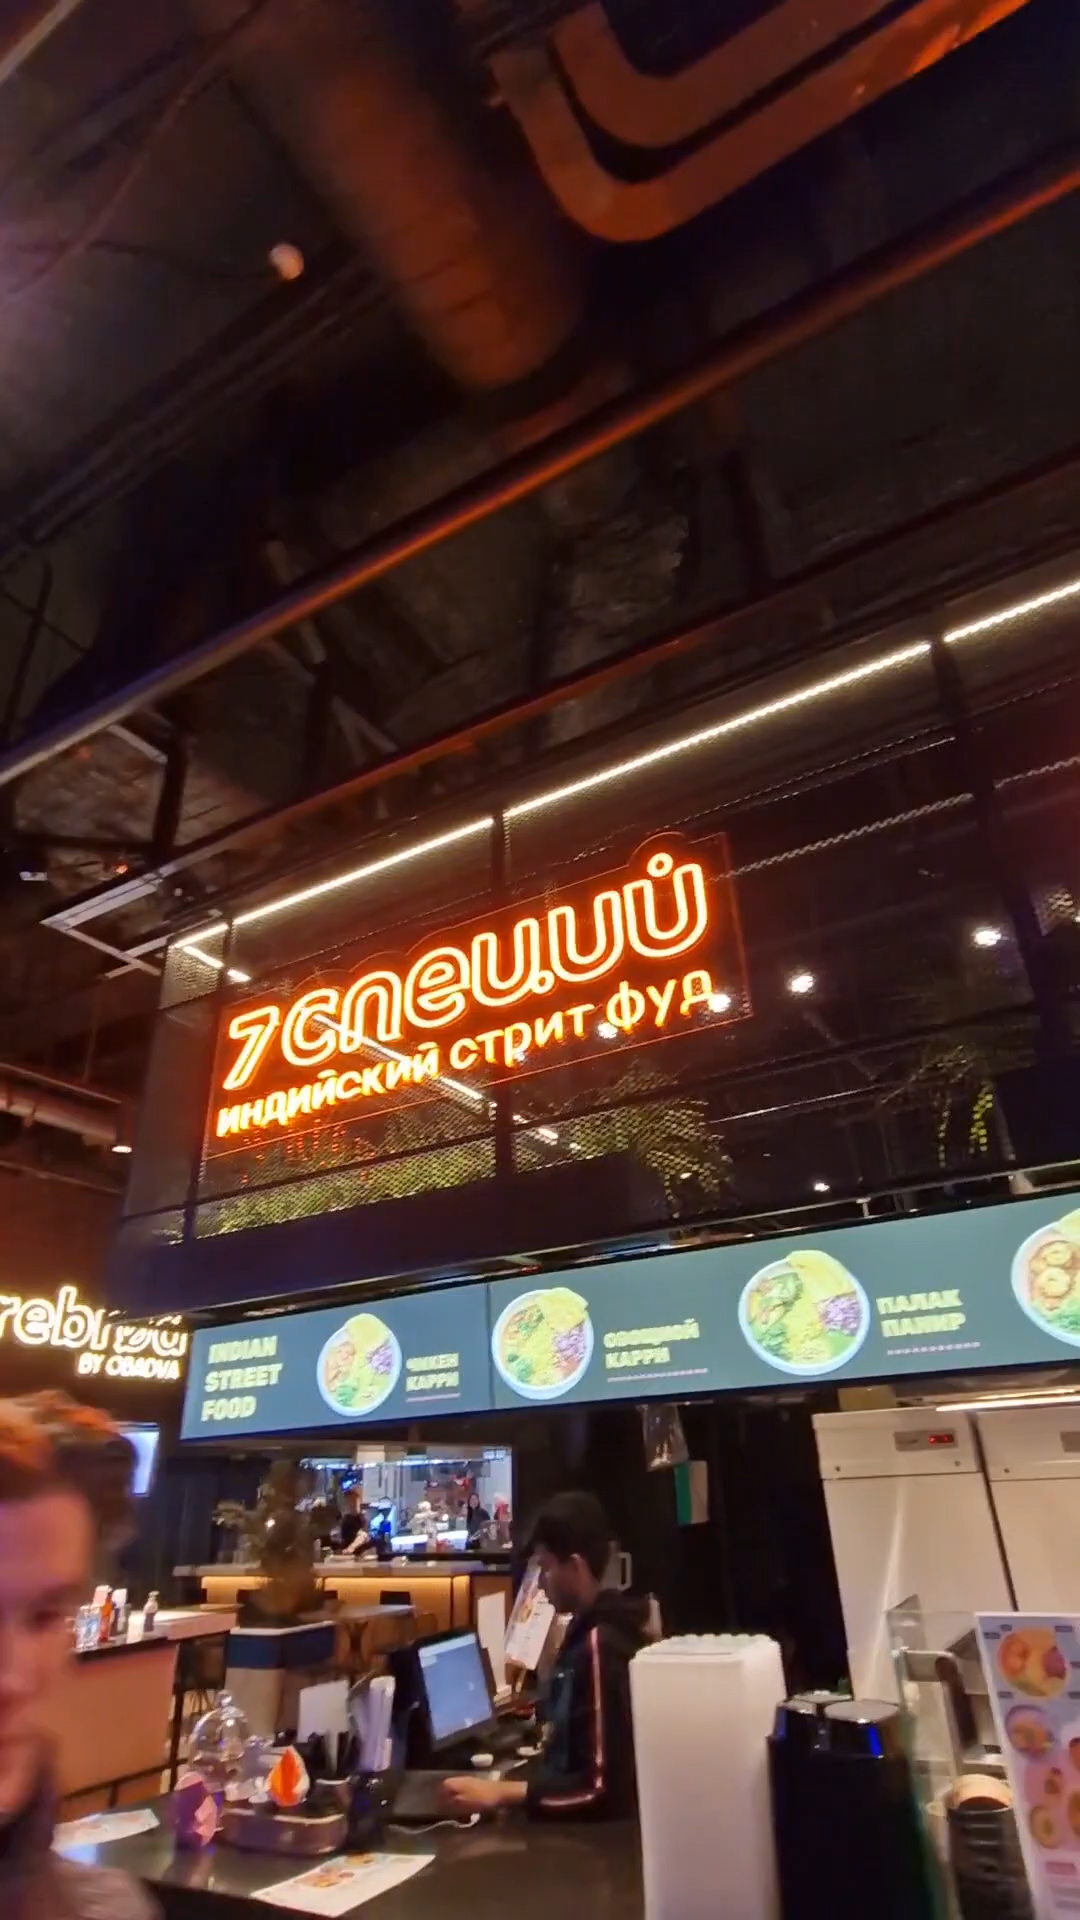 7специй
индийский стрит фуд
BY OBADVA
INDIAN
STREET
FOOD
ЧИКЕН
КАРРИ
ОВОЩНОЙ
КАРРИ
ПАЛАК
ПАНИР